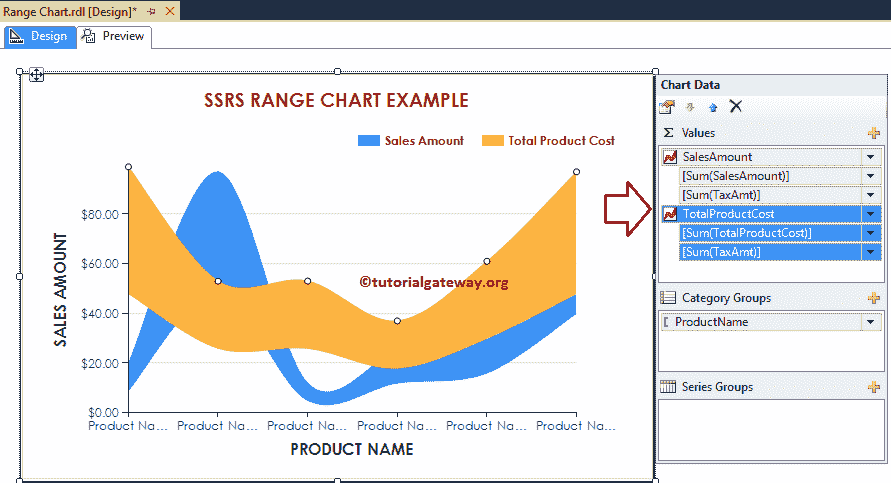 Range Chart.rdl [Design]*
Design
Preview
SSRS RANGE CHART EXAMPLE
Sales Amount
Total Product Cost
SALES AMOUNT
$80.00
$60.00
$40.00
$20.00
$0.00
©tutorialgateway.org
Product Na...
Product Na...
Product Na...
Product Na...
Product Na...
Product Na...
PRODUCT NAME
Chart Data
Σ Values
SalesAmount
[Sum(SalesAmount)]
[Sum(TaxAmt)]
TotalProductCost
[Sum(TotalProductCost)]
[Sum(TaxAmt)]
Category Groups
ProductName
Series Groups